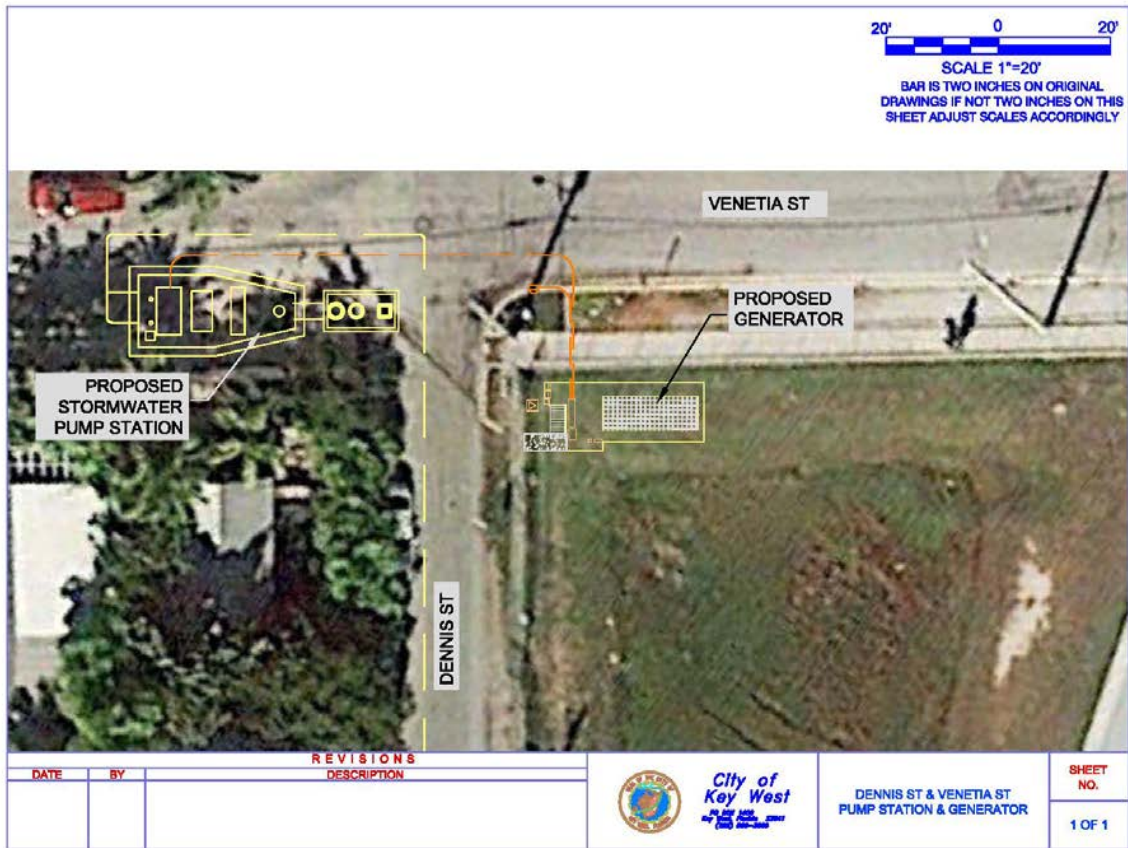 20' 0 20'
SCALE 1"=20'
BAR IS TWO INCHES ON ORIGINAL
DRAWINGS IF NOT TWO INCHES ON THIS
SHEET ADJUST SCALES ACCORDINGLY
VENETIA ST
PROPOSED
GENERATOR
PROPOSED
STORMWATER
PUMP STATION
DENNIS ST
REVISIONS
DATE BY DESCRIPTION
City of
Key West
DENNIS ST & VENETIA ST
PUMP STATION & GENERATOR
SHEET
NO.
1 OF 1